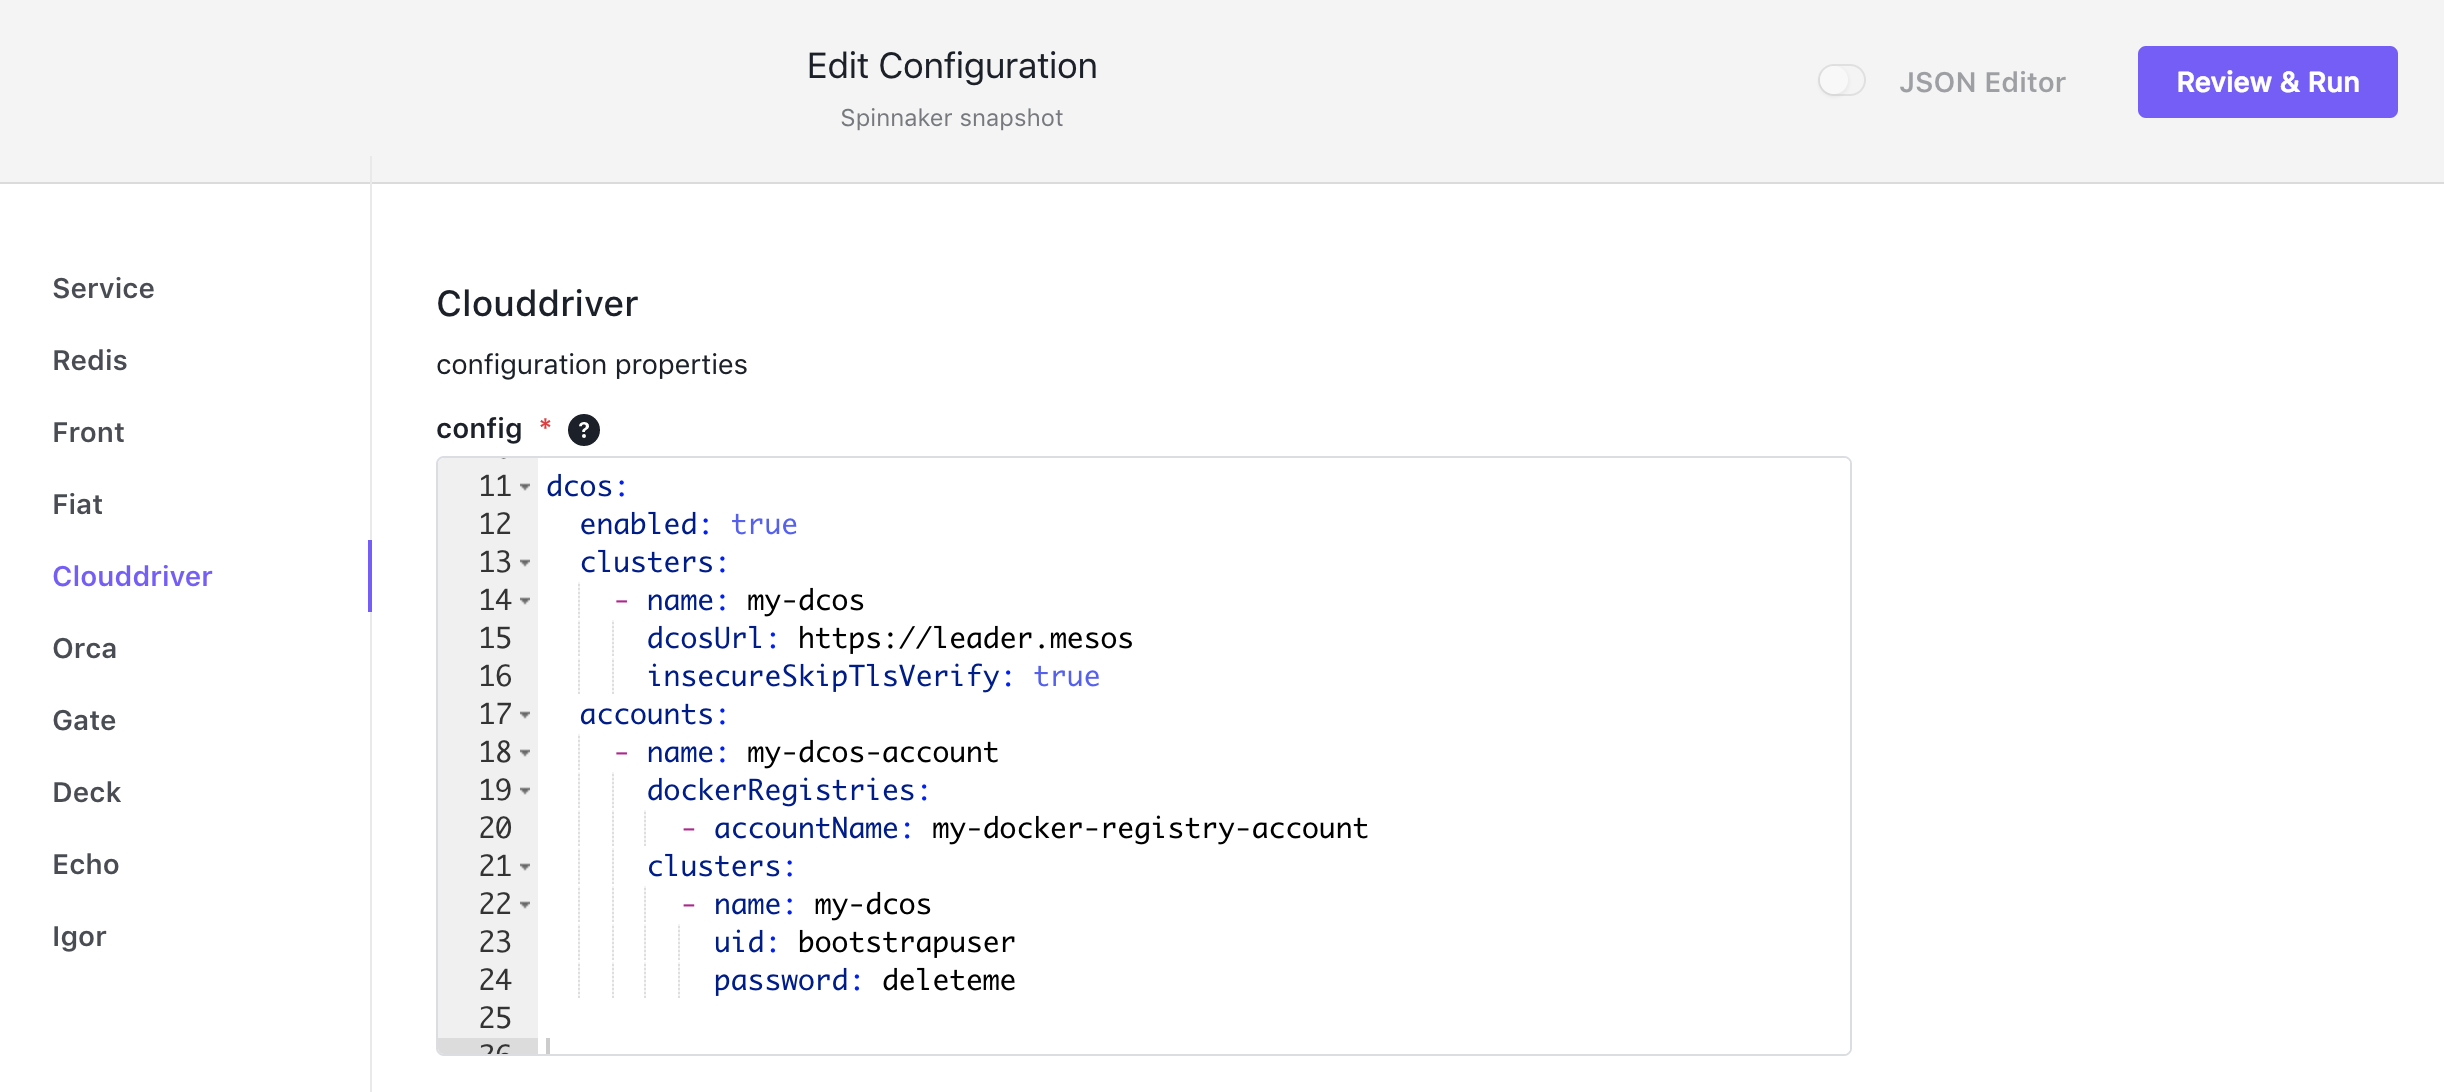 Edit Configuration
Spinnaker snapshot
JSON Editor
Review & Run
Service
Redis
Front
Fiat
Clouddriver
Orca
Gate
Deck
Echo
Igor
Clouddriver
configuration properties
config * ?
11 dcos:
12   enabled: true
13   clusters:
14     - name: my-dcos
15       dcosUrl: https://leader.mesos
16       insecureSkipTlsVerify: true
17   accounts:
18     - name: my-dcos-account
19       dockerRegistries:
20         - accountName: my-docker-registry-account
21       clusters:
22         - name: my-dcos
23           uid: bootstrapuser
24           password: deleteme
25
26